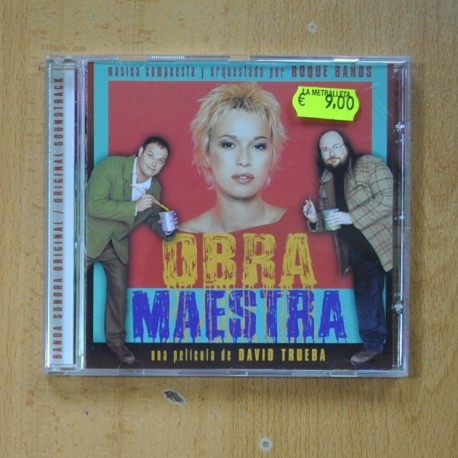 música compuesta y orquestada por ROQUE BAÑOS
LA METRALLETA
€ 9,00
OBRA
MAESTRA
una película de DAVID TRUEBA
BANDA SONORA ORIGINAL / ORIGINAL SOUNDTRACK